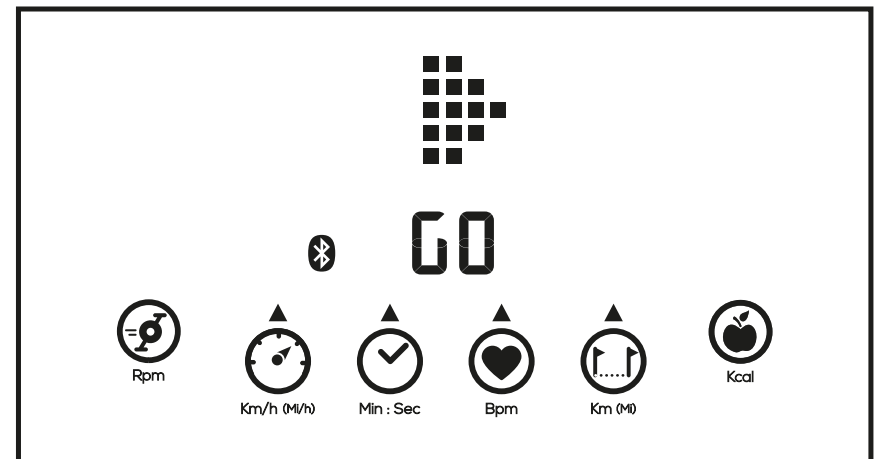 GO
Rpm
Kcal
Km/h (Mi/h)
Min : Sec
Bpm
Km (Mi)